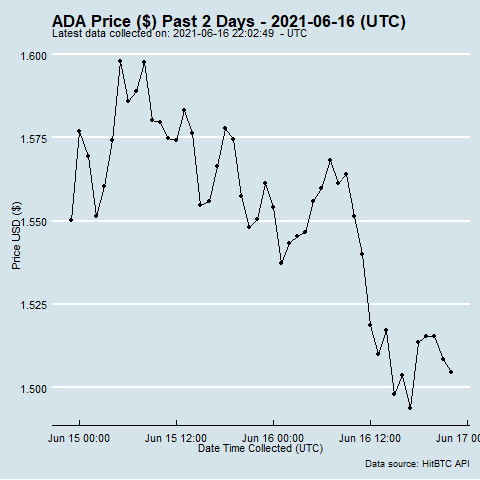 ADA Price ($) Past 2 Days - 2021-06-16 (UTC)
Latest data collected on: 2021-06-16 22:02:49 - UTC
1.600
1.575
1.550
1.525
1.500
Price USD ($)
Jun 15 00:00 Jun 15 12:00 Jun 16 00:00 Jun 16 12:00 Jun 17 00
Date Time Collected (UTC)
Data source: HitBTC API